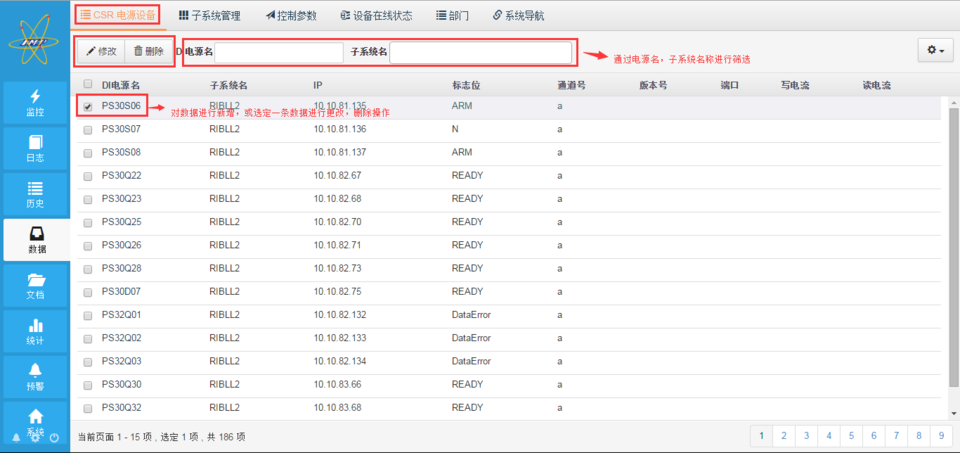 CSR 电源设备 子系统管理 控制参数 设备在线状态 部门 系统导航
修改 删除 DI电源名 子系统名
通过电源名，子系统名称进行筛选
DI电源名 子系统名 IP 标志位 通道号 版本号 端口 写电流 读电流
PS30S06 RIBLL2 10.10.81.135 ARM a
对数据进行新增，或选定一条数据进行更改，删除操作
PS30S07 RIBLL2 10.10.81.136 N a
PS30S08 RIBLL2 10.10.81.137 ARM a
PS30Q22 RIBLL2 10.10.82.67 READY a
PS30Q23 RIBLL2 10.10.82.68 READY a
PS30Q25 RIBLL2 10.10.82.70 READY a
PS30Q26 RIBLL2 10.10.82.71 READY a
PS30Q28 RIBLL2 10.10.82.73 READY a
PS30D07 RIBLL2 10.10.82.75 READY a
PS32Q01 RIBLL2 10.10.82.132 DataError a
PS32Q02 RIBLL2 10.10.82.133 DataError a
PS32Q03 RIBLL2 10.10.82.134 DataError a
PS30Q30 RIBLL2 10.10.83.66 READY a
PS30Q32 RIBLL2 10.10.83.68 READY a
当前页面 1 - 15 项 , 选定 1 项 , 共 186 项
1 2 3 4 5 6 7 8 9
监控
日志
历史
数据
文档
统计
预警
系统